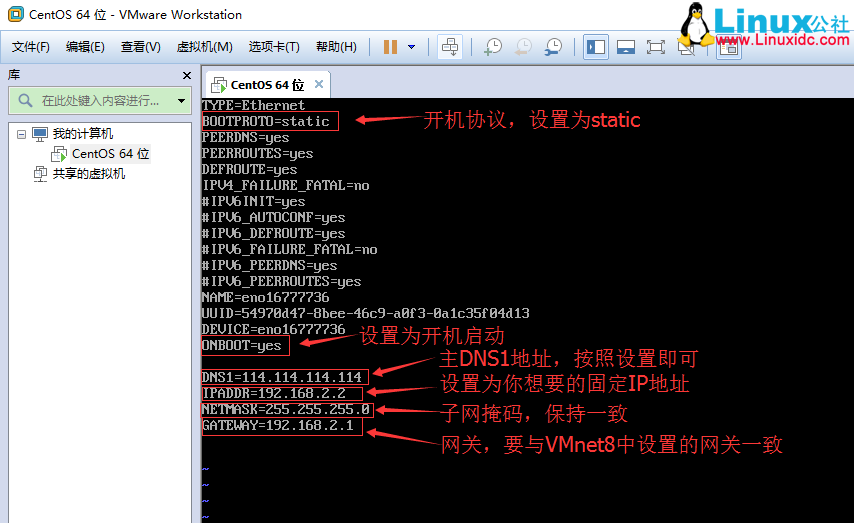 CentOS 64 位 - VMware Workstation
Linux公社
www.Linuxidc.com
文件(F) 编辑(E) 查看(V) 虚拟机(M) 选项卡(T) 帮助(H)
库
CentOS 64 位
在此处键入内容进行...
我的计算机
CentOS 64 位
共享的虚拟机
TYPE=Ethernet
BOOTPROTO=static
开机协议，设置为static
PEERDNS=yes
PEERROUTES=yes
DEFROUTE=yes
IPV4_FAILURE_FATAL=no
#IPV6INIT=yes
#IPV6_AUTOCONF=yes
#IPV6_DEFROUTE=yes
#IPV6_FAILURE_FATAL=no
#IPV6_PEERDNS=yes
#IPV6_PEERROUTES=yes
NAME=eno16777736
UUID=54970d47-8bee-46c9-a0f3-0a1c35f04d13
DEVICE=eno16777736
ONBOOT=yes
设置为开机启动
DNS1=114.114.114.114
主DNS1地址，按照设置即可
IPADDR=192.168.2.2
设置为你想要的固定IP地址
NETMASK=255.255.255.0
子网掩码，保持一致
GATEWAY=192.168.2.1
网关，要与VMnet8中设置的网关一致
~
~
~
~